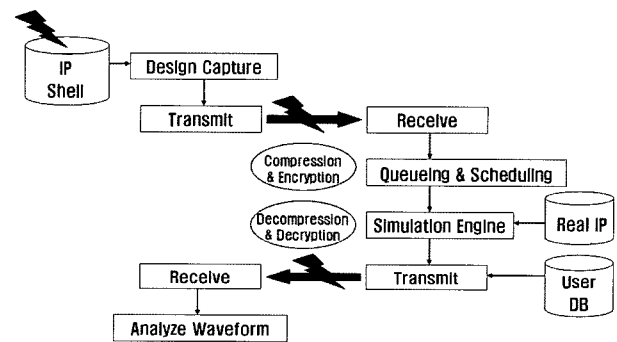 IP
Shell
Design Capture
Transmit
Receive
Compression
& Encryption
Queueing & Scheduling
Decompression
& Decryption
Simulation Engine
Real IP
Receive
Transmit
User
DB
Analyze Waveform